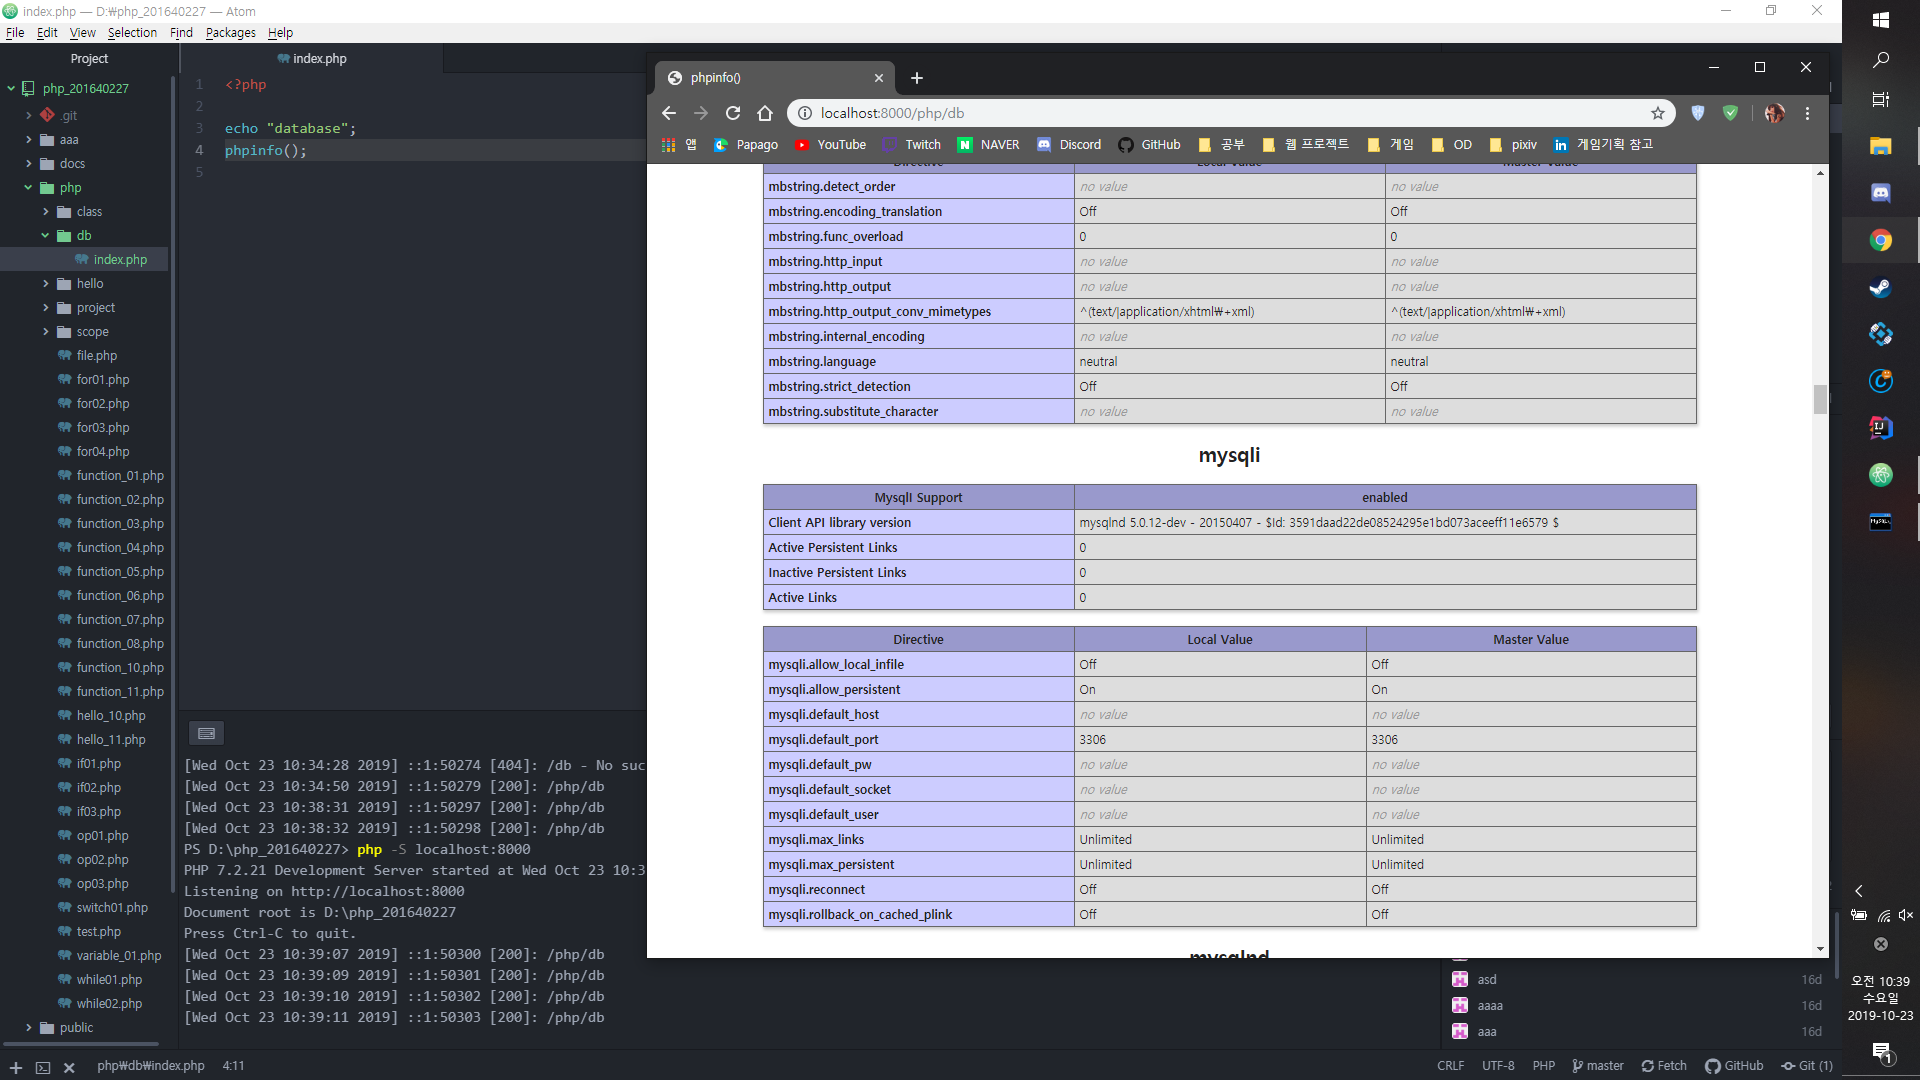 index.php — D:₩php_201640227 — Atom
File Edit View Selection Find Packages Help
Project
php_201640227
.git
aaa
docs
php
class
db
index.php
hello
project
scope
file.php
for01.php
for02.php
for03.php
for04.php
function_01.php
function_02.php
function_03.php
function_04.php
function_05.php
function_06.php
function_07.php
function_08.php
function_10.php
function_11.php
hello_10.php
hello_11.php
if01.php
if02.php
if03.php
op01.php
op02.php
op03.php
switch01.php
test.php
variable_01.php
while01.php
while02.php
public
index.php
1 <?php
2
3 echo "database";
4 phpinfo();
5
[Wed Oct 23 10:34:28 2019] ::1:50274 [404]: /db - No suc
[Wed Oct 23 10:34:50 2019] ::1:50279 [200]: /php/db
[Wed Oct 23 10:38:31 2019] ::1:50297 [200]: /php/db
[Wed Oct 23 10:38:32 2019] ::1:50298 [200]: /php/db
PS D:\php_201640227> php -S localhost:8000
PHP 7.2.21 Development Server started at Wed Oct 23 10:3
Listening on http://localhost:8000
Document root is D:\php_201640227
Press Ctrl-C to quit.
[Wed Oct 23 10:39:07 2019] ::1:50300 [200]: /php/db
[Wed Oct 23 10:39:09 2019] ::1:50301 [200]: /php/db
[Wed Oct 23 10:39:10 2019] ::1:50302 [200]: /php/db
[Wed Oct 23 10:39:11 2019] ::1:50303 [200]: /php/db
phpinfo()
localhost:8000/php/db
앱 Papago YouTube Twitch NAVER Discord GitHub 공부 웹 프로젝트 게임 OD pixiv 게임기획 참고
Directive Local Value Master Value
mbstring.detect_order no value no value
mbstring.encoding_translation Off Off
mbstring.func_overload 0 0
mbstring.http_input no value no value
mbstring.http_output no value no value
mbstring.http_output_conv_mimetypes ^(text/|application/xhtml₩+xml) ^(text/|application/xhtml₩+xml)
mbstring.internal_encoding no value no value
mbstring.language neutral neutral
mbstring.strict_detection Off Off
mbstring.substitute_character no value no value
mysqli
MysqlI Support enabled
Client API library version mysqlnd 5.0.12-dev - 20150407 - $Id: 3591daad22de08524295e1bd073aceeff11e6579 $
Active Persistent Links 0
Inactive Persistent Links 0
Active Links 0
Directive Local Value Master Value
mysqli.allow_local_infile Off Off
mysqli.allow_persistent On On
mysqli.default_host no value no value
mysqli.default_port 3306 3306
mysqli.default_pw no value no value
mysqli.default_socket no value no value
mysqli.default_user no value no value
mysqli.max_links Unlimited Unlimited
mysqli.max_persistent Unlimited Unlimited
mysqli.reconnect Off Off
mysqli.rollback_on_cached_plink Off Off
mysqlnd
asd 16d
aaaa 16d
aaa 16d
php₩db₩index.php 4:11
CRLF UTF-8 PHP master Fetch GitHub Git (1)
오전 10:39
수요일
2019-10-23
1